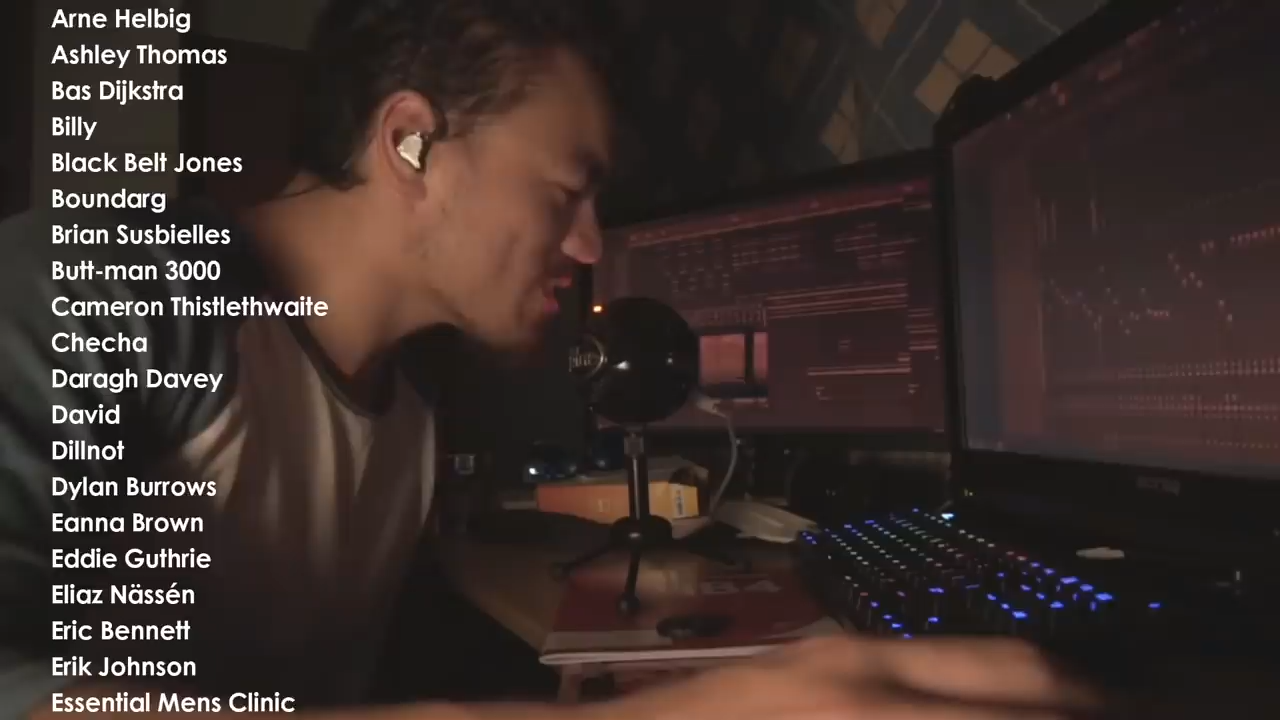 Arne Helbig
Ashley Thomas
Bas Dijkstra
Billy
Black Belt Jones
Boundarg
Brian Susbielles
Butt-man 3000
Cameron Thistlethwaite
Checha
Daragh Davey
David
Dillnot
Dylan Burrows
Eanna Brown
Eddie Guthrie
Eliaz Nässén
Eric Bennett
Erik Johnson
Essential Mens Clinic